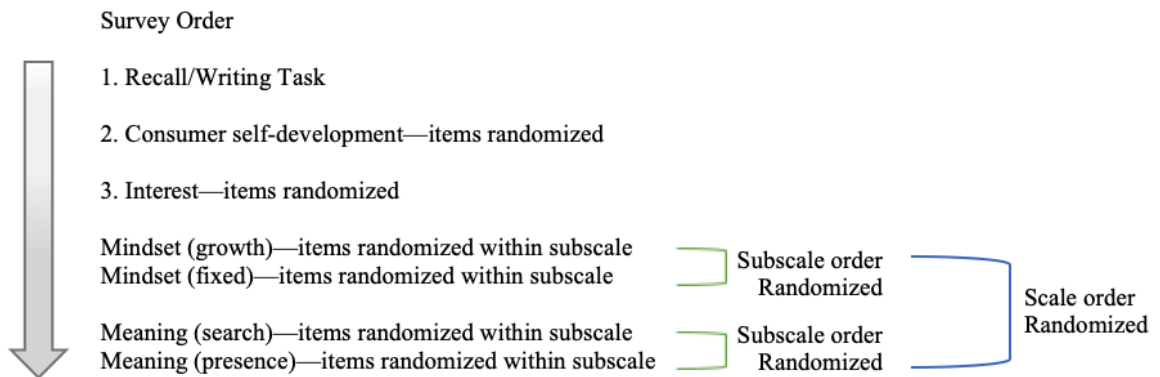 Survey Order
1. Recall/Writing Task
2. Consumer self-development—items randomized
3. Interest—items randomized
Mindset (growth)—items randomized within subscale
Mindset (fixed)—items randomized within subscale
Subscale order
Randomized
Meaning (search)—items randomized within subscale
Meaning (presence)—items randomized within subscale
Subscale order
Randomized
Scale order
Randomized